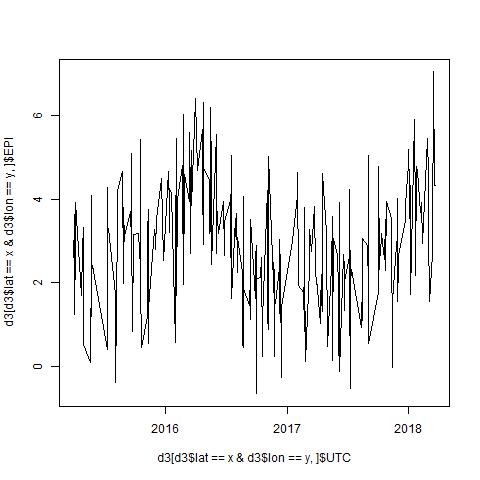 d3[d3$lat == x & d3$lon == y, ]$EPI
6
4
2
0
2016 2017 2018
d3[d3$lat == x & d3$lon == y, ]$UTC